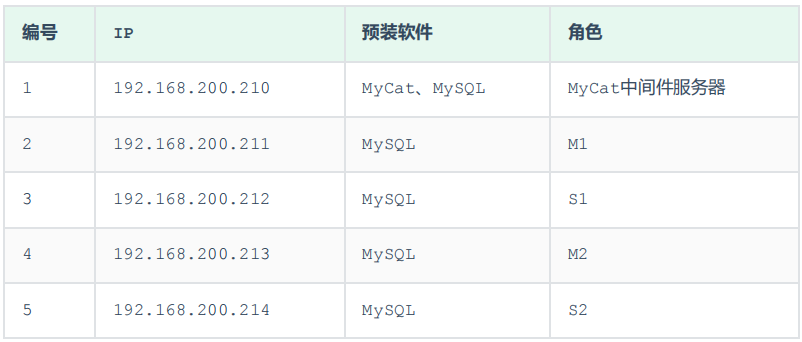 编号 IP 预装软件 角色
1 192.168.200.210 MyCat、MySQL MyCat中间件服务器
2 192.168.200.211 MySQL M1
3 192.168.200.212 MySQL S1
4 192.168.200.213 MySQL M2
5 192.168.200.214 MySQL S2